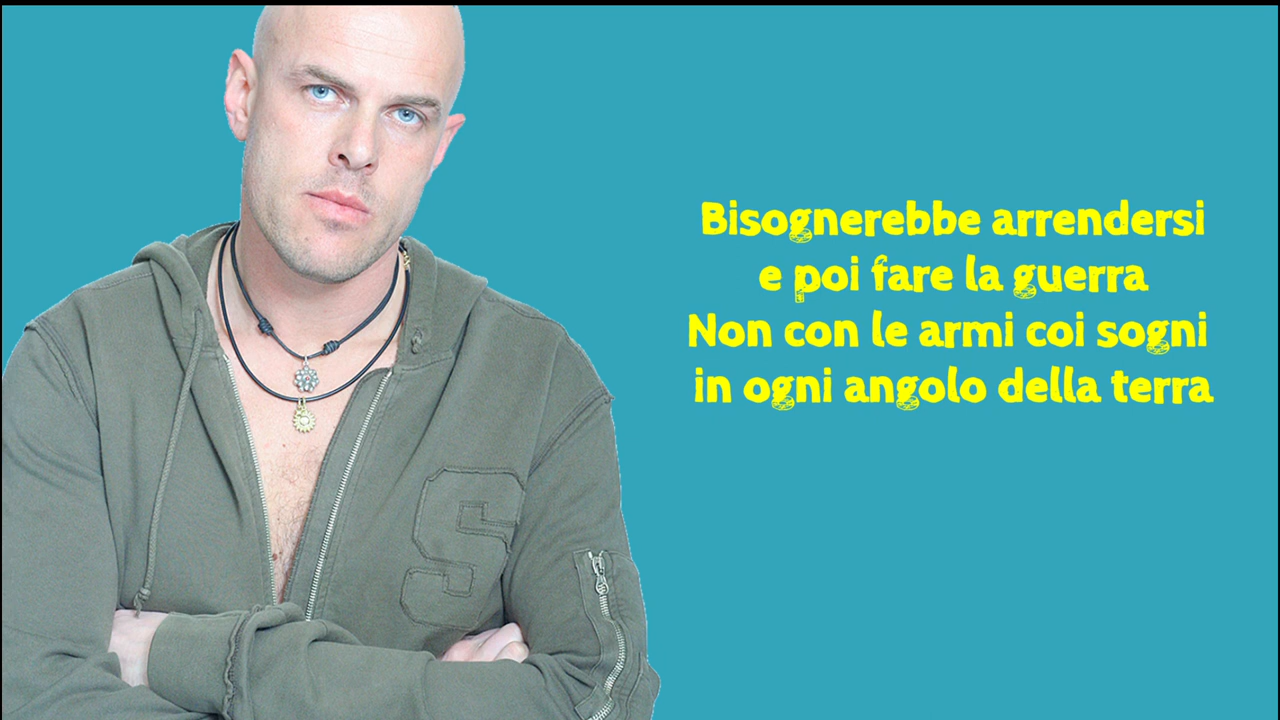 Bisognerebbe arrendersi
e poi fare la guerra
Non con le armi coi sogni
in ogni angolo della terra
S